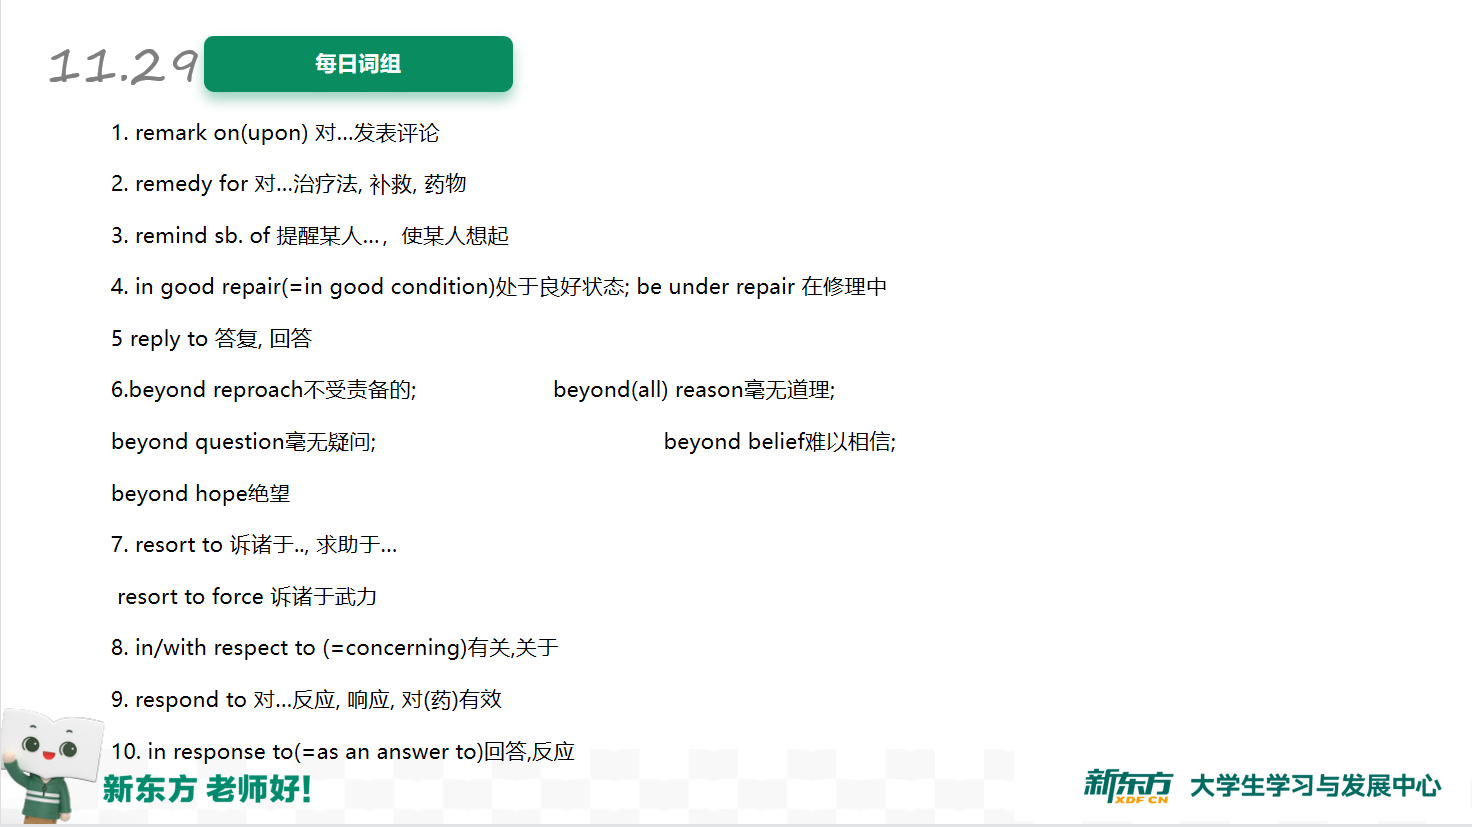 11.29 每日词组
1. remark on(upon) 对…发表评论
2. remedy for 对…治疗法, 补救, 药物
3. remind sb. of 提醒某人…，使某人想起
4. in good repair(=in good condition)处于良好状态; be under repair 在修理中
5 reply to 答复, 回答
6.beyond reproach不受责备的; beyond(all) reason毫无道理;
beyond question毫无疑问; beyond belief难以相信;
beyond hope绝望
7. resort to 诉诸于.., 求助于…
resort to force 诉诸于武力
8. in/with respect to (=concerning)有关,关于
9. respond to 对…反应, 响应, 对(药)有效
10. in response to(=as an answer to)回答,反应
新东方 老师好!
新东方 XDF.CN 大学生学习与发展中心